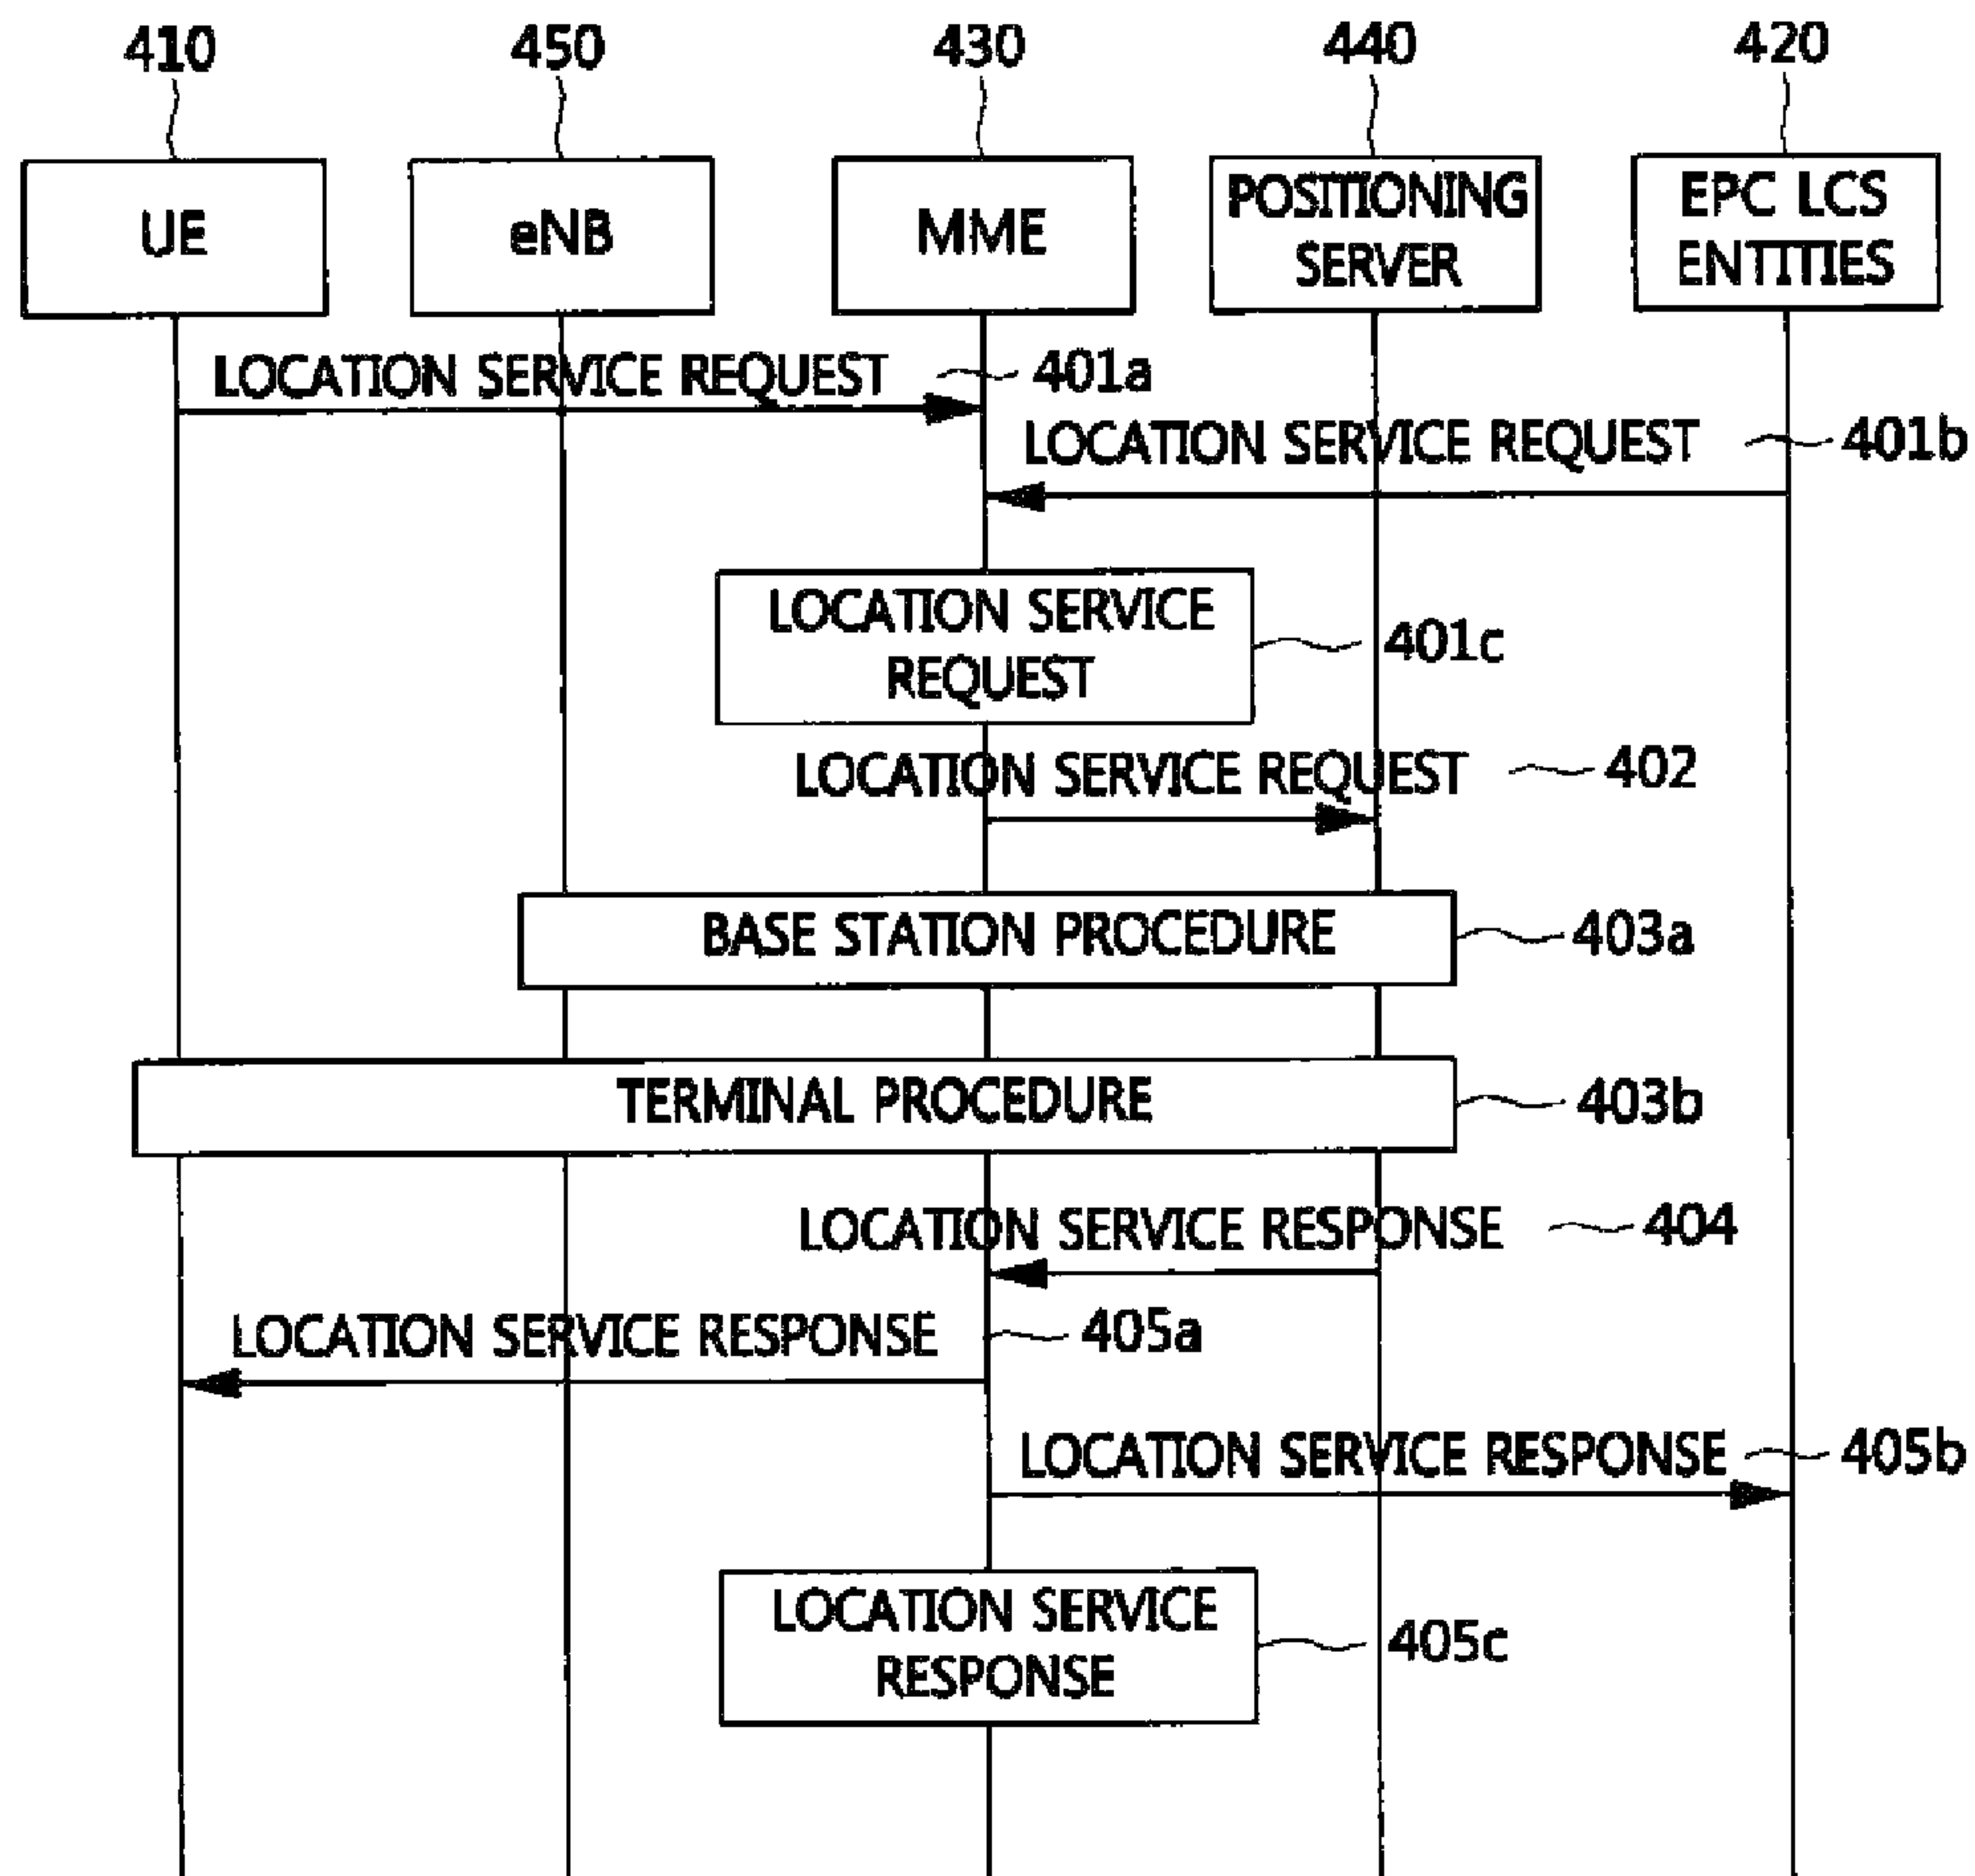 410 450 430 440 420
UE
eNB
MME
POSITIONING
SERVER
EPC LCS
ENTITIES
LOCATION SERVICE REQUEST 401a
LOCATION SERVICE REQUEST 401b
LOCATION SERVICE
REQUEST
401c
LOCATION SERVICE REQUEST 402
BASE STATION PROCEDURE 403a
TERMINAL PROCEDURE 403b
LOCATION SERVICE RESPONSE 404
LOCATION SERVICE RESPONSE 405a
LOCATION SERVICE RESPONSE 405b
LOCATION SERVICE
RESPONSE
405c